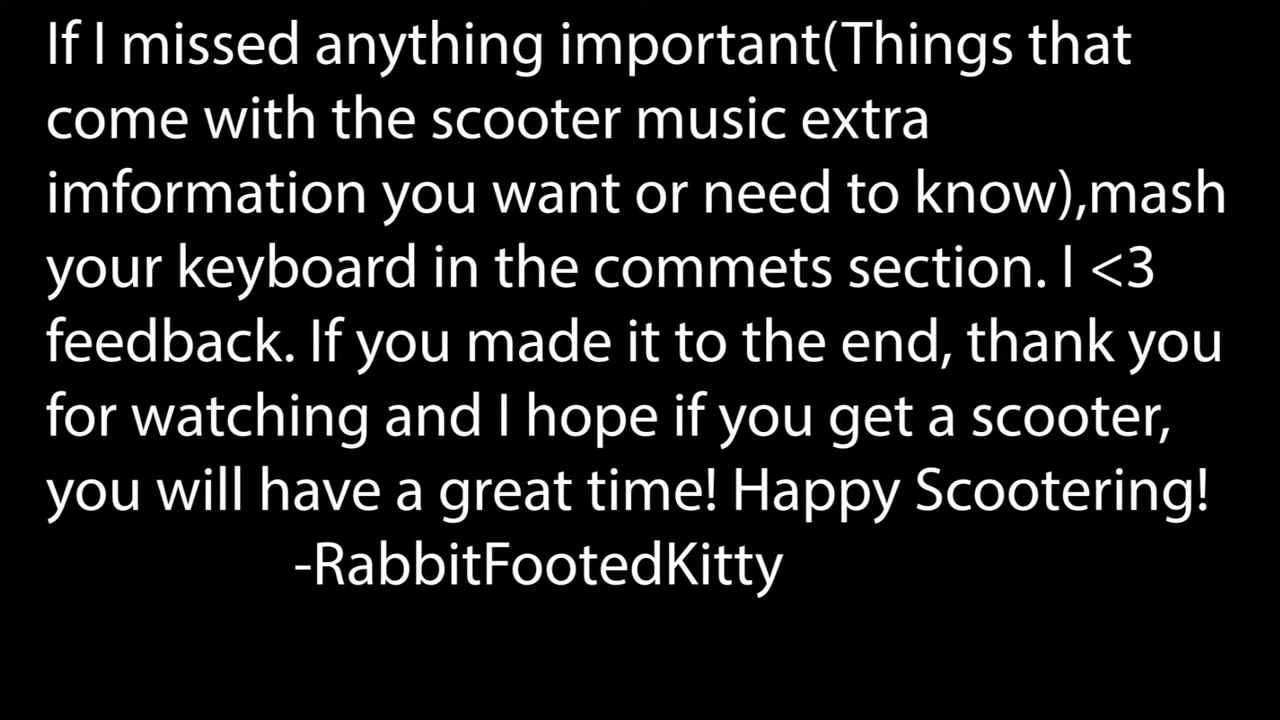 If I missed anything important(Things that
come with the scooter music extra
imformation you want or need to know),mash
your keyboard in the commets section. I <3
feedback. If you made it to the end, thank you
for watching and I hope if you get a scooter,
you will have a great time! Happy Scootering!
-RabbitFootedKitty